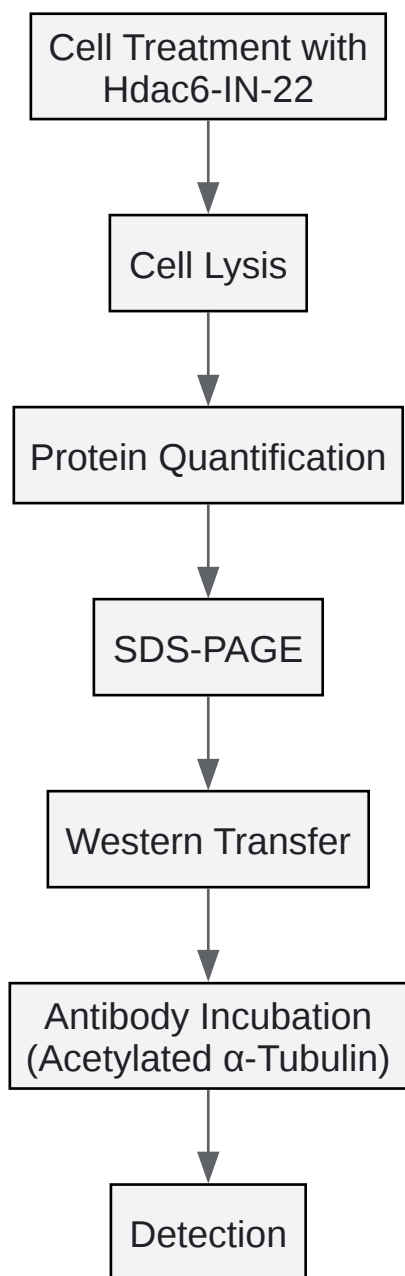 Cell Treatment with
Hdac6-IN-22
Cell Lysis
Protein Quantification
SDS-PAGE
Western Transfer
Antibody Incubation
(Acetylated α-Tubulin)
Detection